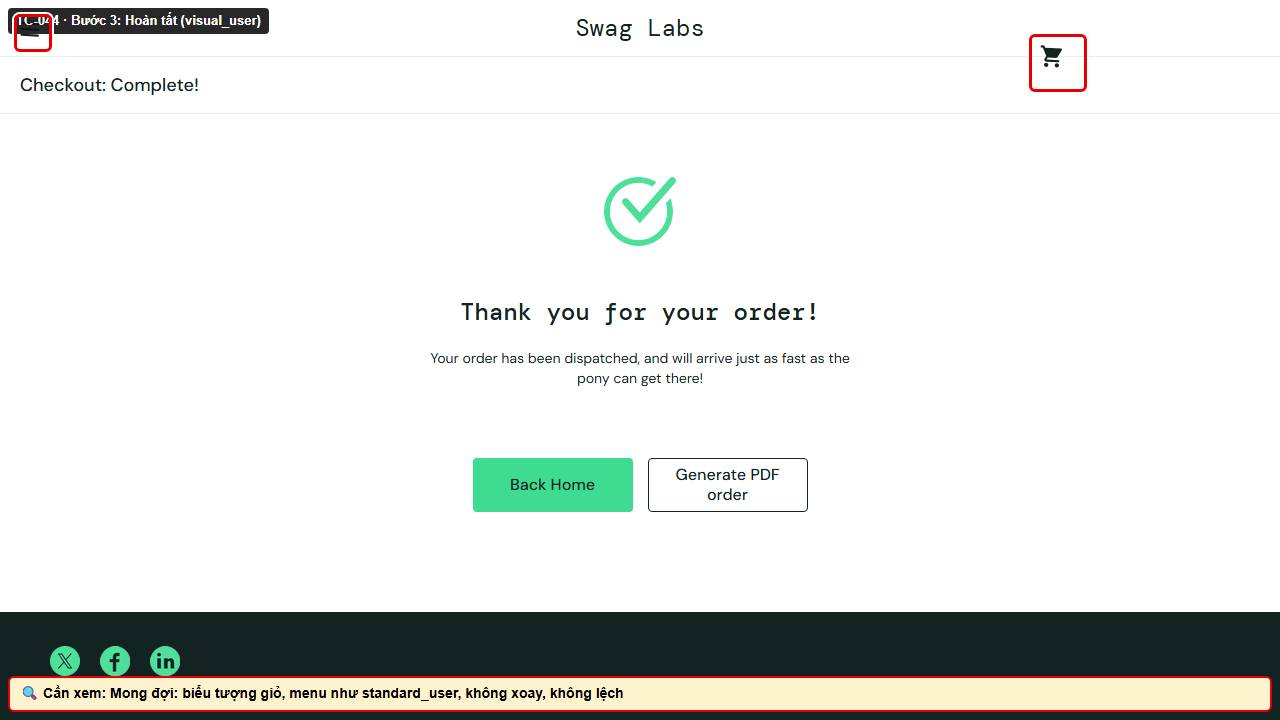 TC-044 · Bước 3: Hoàn tất (visual_user)
Swag Labs
Checkout: Complete!
Thank you for your order!
Your order has been dispatched, and will arrive just as fast as the
pony can get there!
Back Home
Generate PDF
order
Cần xem: Mong đợi: biểu tượng giỏ, menu như standard_user, không xoay, không lệch